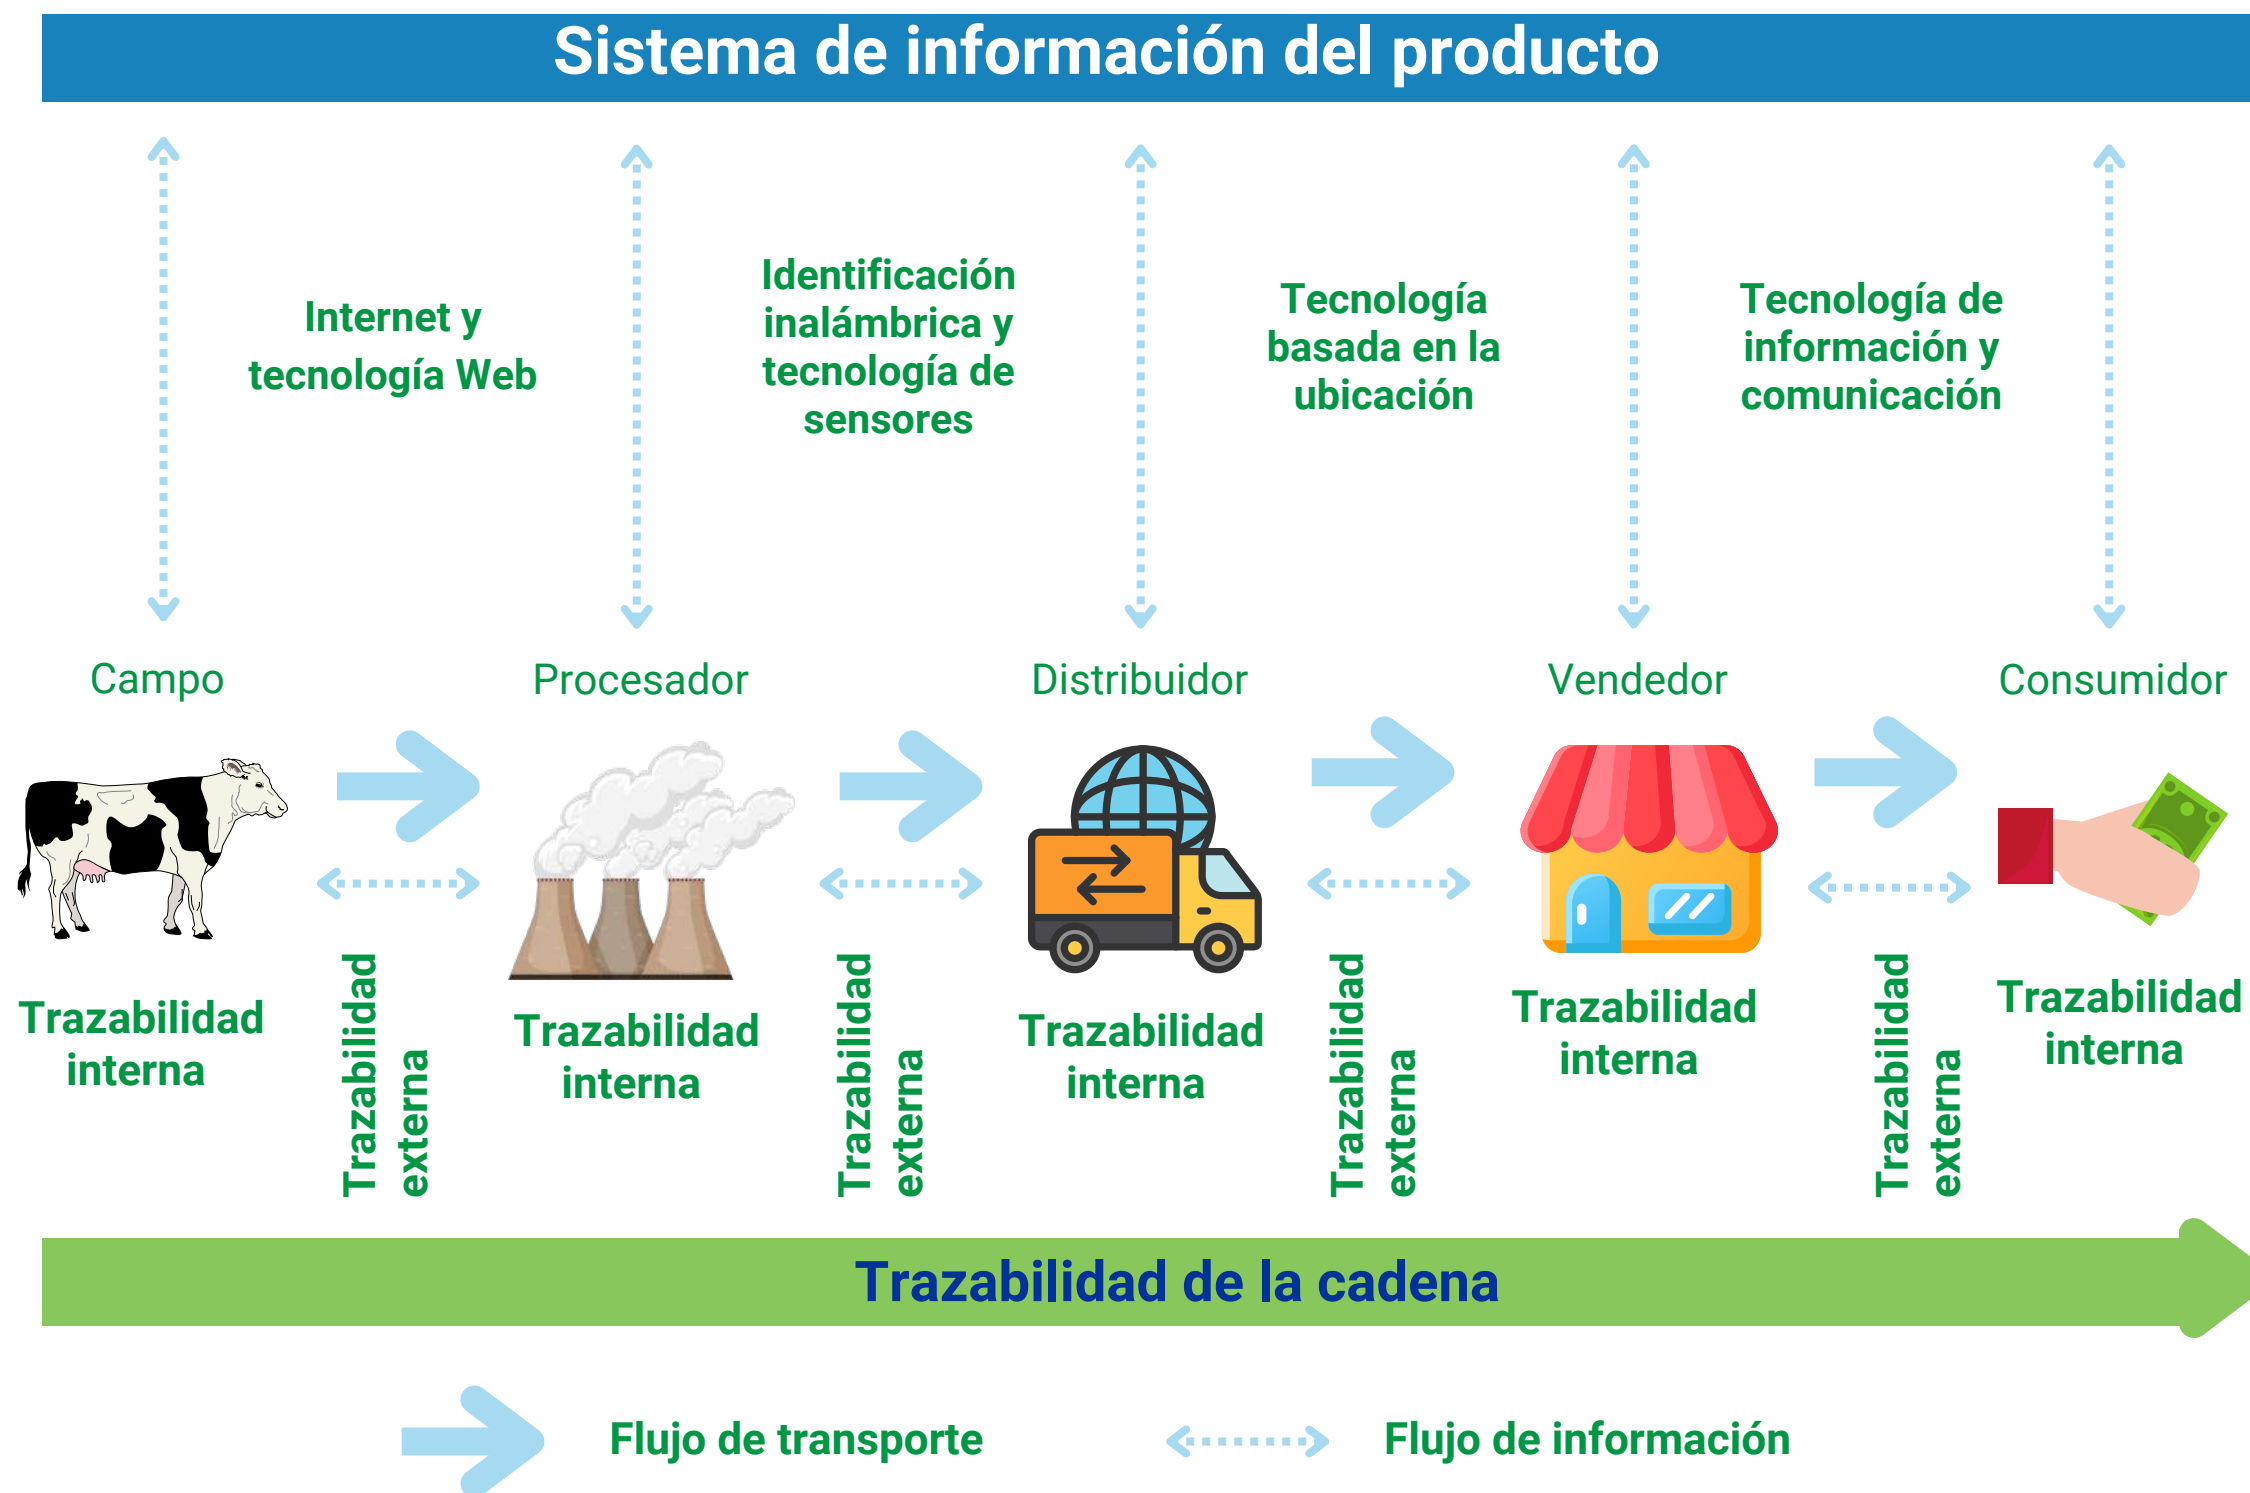 Sistema de información del producto
Internet y
tecnología Web
Identificación
inalámbrica y
tecnología de
sensores
Tecnología
basada en la
ubicación
Tecnología de
información y
comunicación
Campo
Procesador
Distribuidor
Vendedor
Consumidor
Trazabilidad
interna
Trazabilidad
externa
Trazabilidad
interna
Trazabilidad
externa
Trazabilidad
interna
Trazabilidad
externa
Trazabilidad
interna
Trazabilidad
externa
Trazabilidad
interna
Trazabilidad de la cadena
Flujo de transporte
Flujo de información